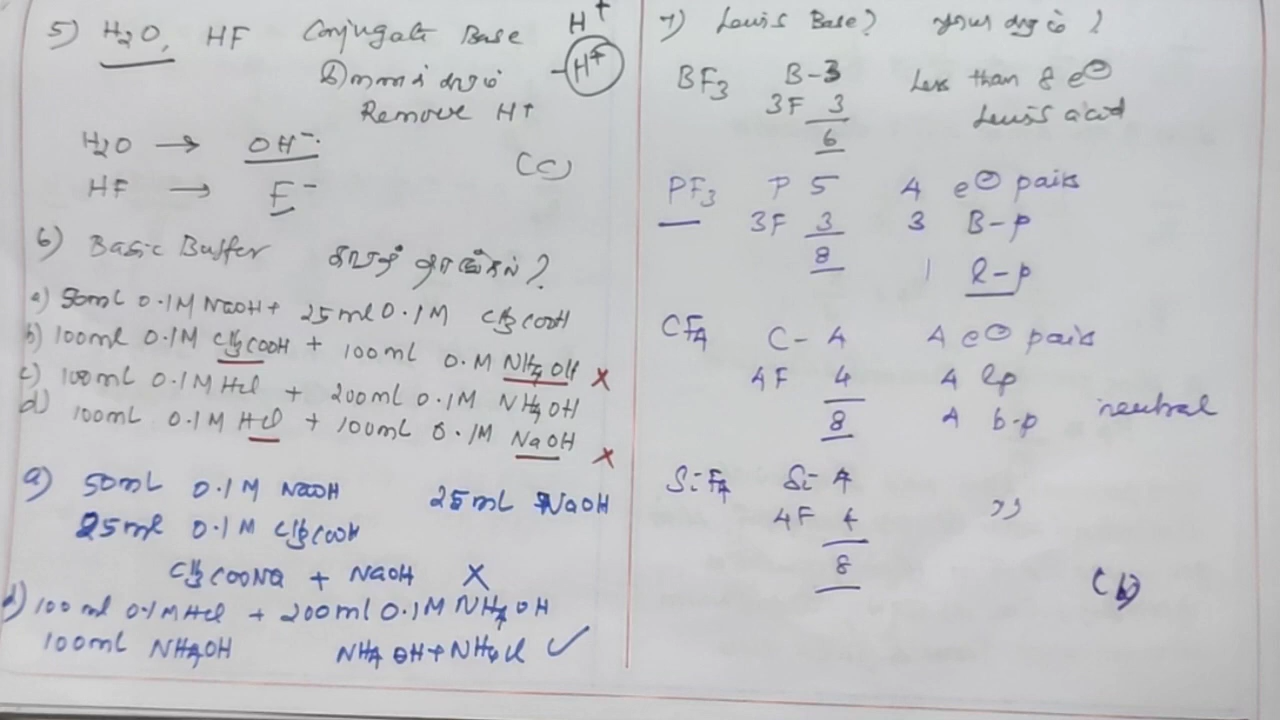 5) H₂O, HF Conjugate Base H⁺
-H⁺
Remove H⁺
H₂O → OH⁻
HF → F⁻
(C)
6) Basic Buffer
a) 50mL 0.1M NaOH + 25ml 0.1M CH₃COOH
b) 100ml 0.1M CH₃COOH + 100mL 0.M NH₄OH ×
c) 100mL 0.1M Hcl + 200ml 0.1M NH₄OH
d) 100mL 0.1M Hcl + 100mL 0.1M NaOH ×
a) 50mL 0.1M NaOH 25mL NaOH
25ml 0.1M CH₃COOH
CH₃COONa + NaOH ×
d) 100ml 0.1M Hcl + 200ml 0.1M NH₄OH
100mL NH₄OH NH₄OH + NH₄Cl ✓
7) Lewis Base?
BF₃ B-3 Less than 8 e⊖
3F 3 Lewis acid
6
PF₃ P 5 4 e⊖ pairs
3F 3 3 B-p
8 1 l-p
CF₄ C-4 4 e⊖ pairs
4F 4 4 lp neutral
8 4 b-p
SiF₄ Si-4
4F 4 ,,
8
(b)